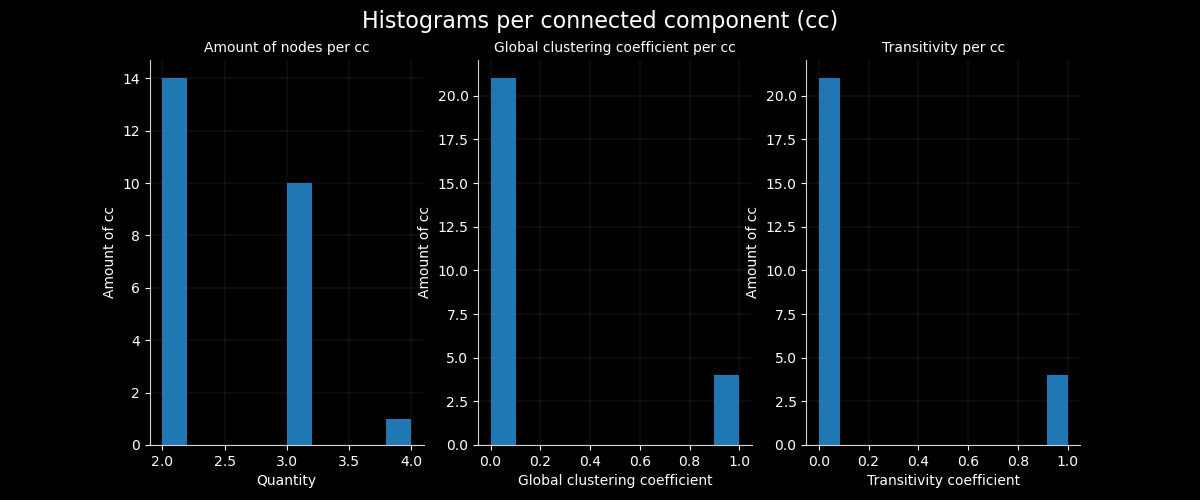 Histograms per connected component (cc)
Amount of nodes per cc
Amount of cc
14
12
10
8
6
4
2
0
2.0 2.5 3.0 3.5 4.0
Quantity
Global clustering coefficient per cc
Amount of cc
20.0
17.5
15.0
12.5
10.0
7.5
5.0
2.5
0.0
0.0 0.2 0.4 0.6 0.8 1.0
Global clustering coefficient
Transitivity per cc
Amount of cc
20.0
17.5
15.0
12.5
10.0
7.5
5.0
2.5
0.0
0.0 0.2 0.4 0.6 0.8 1.0
Transitivity coefficient